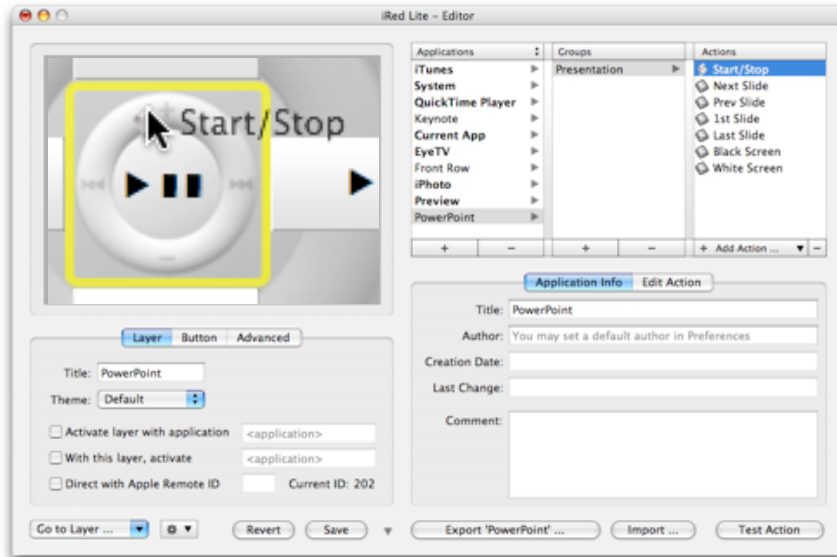 iRed Lite – Editor
Start/Stop
Applications
iTunes
System
QuickTime Player
Keynote
Current App
EyeTV
Front Row
iPhoto
Preview
PowerPoint
+ −
Groups
Presentation
+ −
Actions
Start/Stop
Next Slide
Prev Slide
1st Slide
Last Slide
Black Screen
White Screen
+ Add Action ... −
Layer Button Advanced
Title: PowerPoint
Theme: Default
Activate layer with application <application>
With this layer, activate <application>
Direct with Apple Remote ID Current ID: 202
Application Info Edit Action
Title: PowerPoint
Author: You may set a default author in Preferences
Creation Date:
Last Change:
Comment:
Go to Layer ... Revert Save Export 'PowerPoint' ... Import ... Test Action